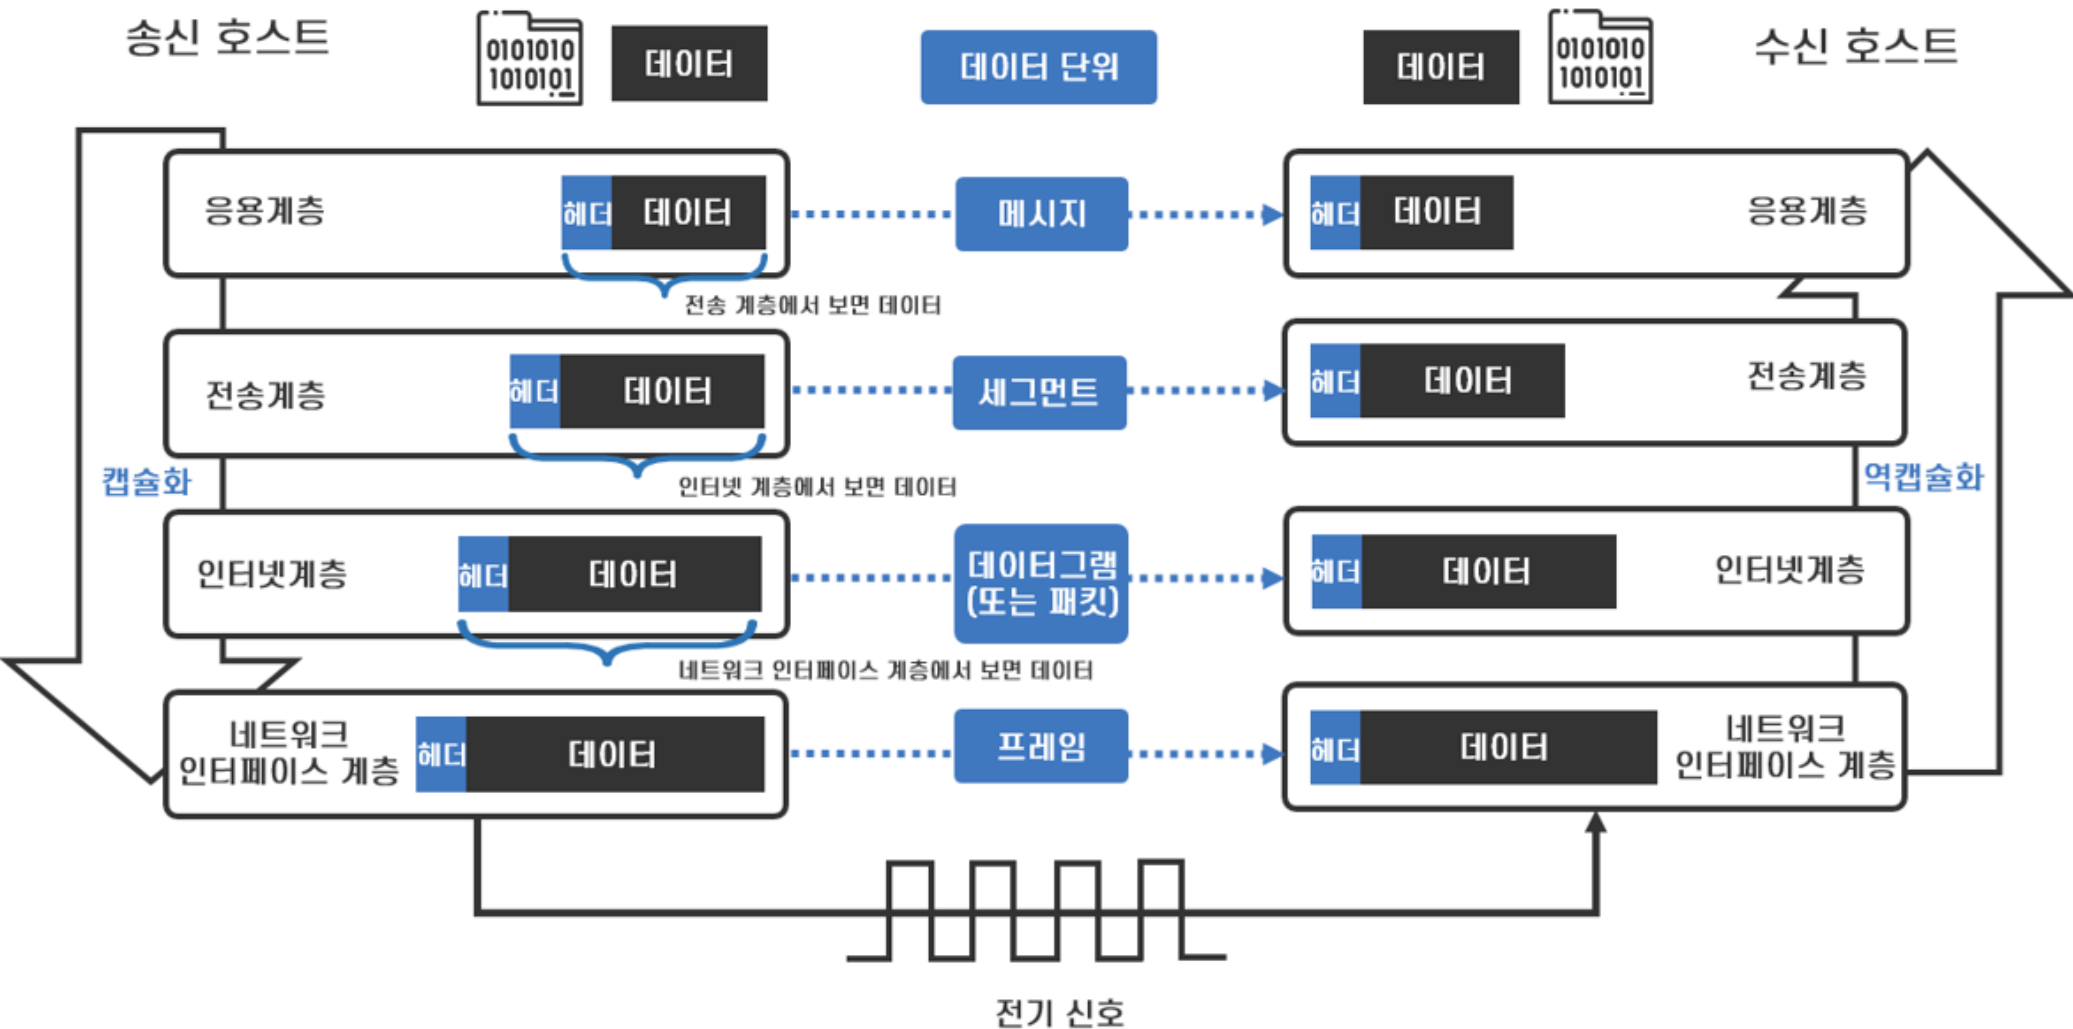 송신 호스트
0101010
1010101
데이터
데이터 단위
데이터
0101010
1010101
수신 호스트
응용계층
헤더
데이터
메시지
헤더
데이터
응용계층
전송 계층에서 보면 데이터
전송계층
헤더
데이터
세그먼트
헤더
데이터
전송계층
캡슐화
인터넷 계층에서 보면 데이터
역캡슐화
인터넷계층
헤더
데이터
데이터그램
(또는 패킷)
헤더
데이터
인터넷계층
네트워크 인터페이스 계층에서 보면 데이터
네트워크
인터페이스 계층
헤더
데이터
프레임
헤더
데이터
네트워크
인터페이스 계층
전기 신호